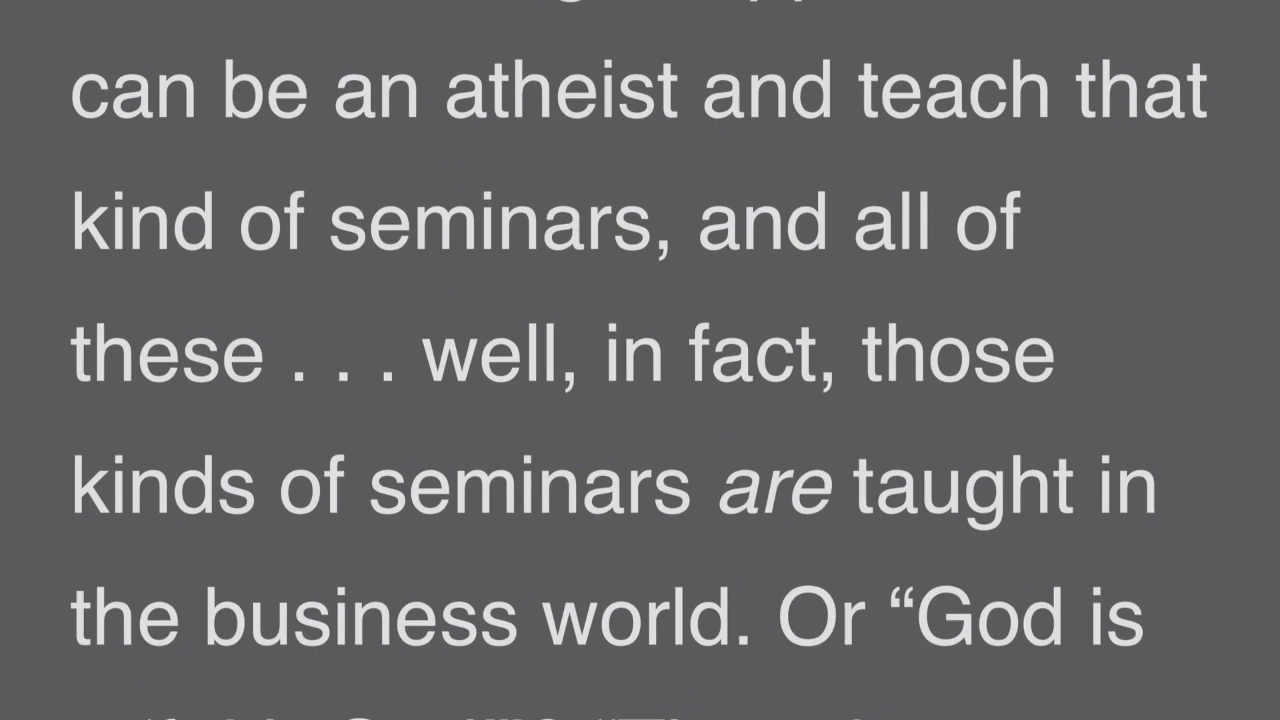 can be an atheist and teach that
kind of seminars, and all of
these . . . well, in fact, those
kinds of seminars are taught in
the business world. Or “God is